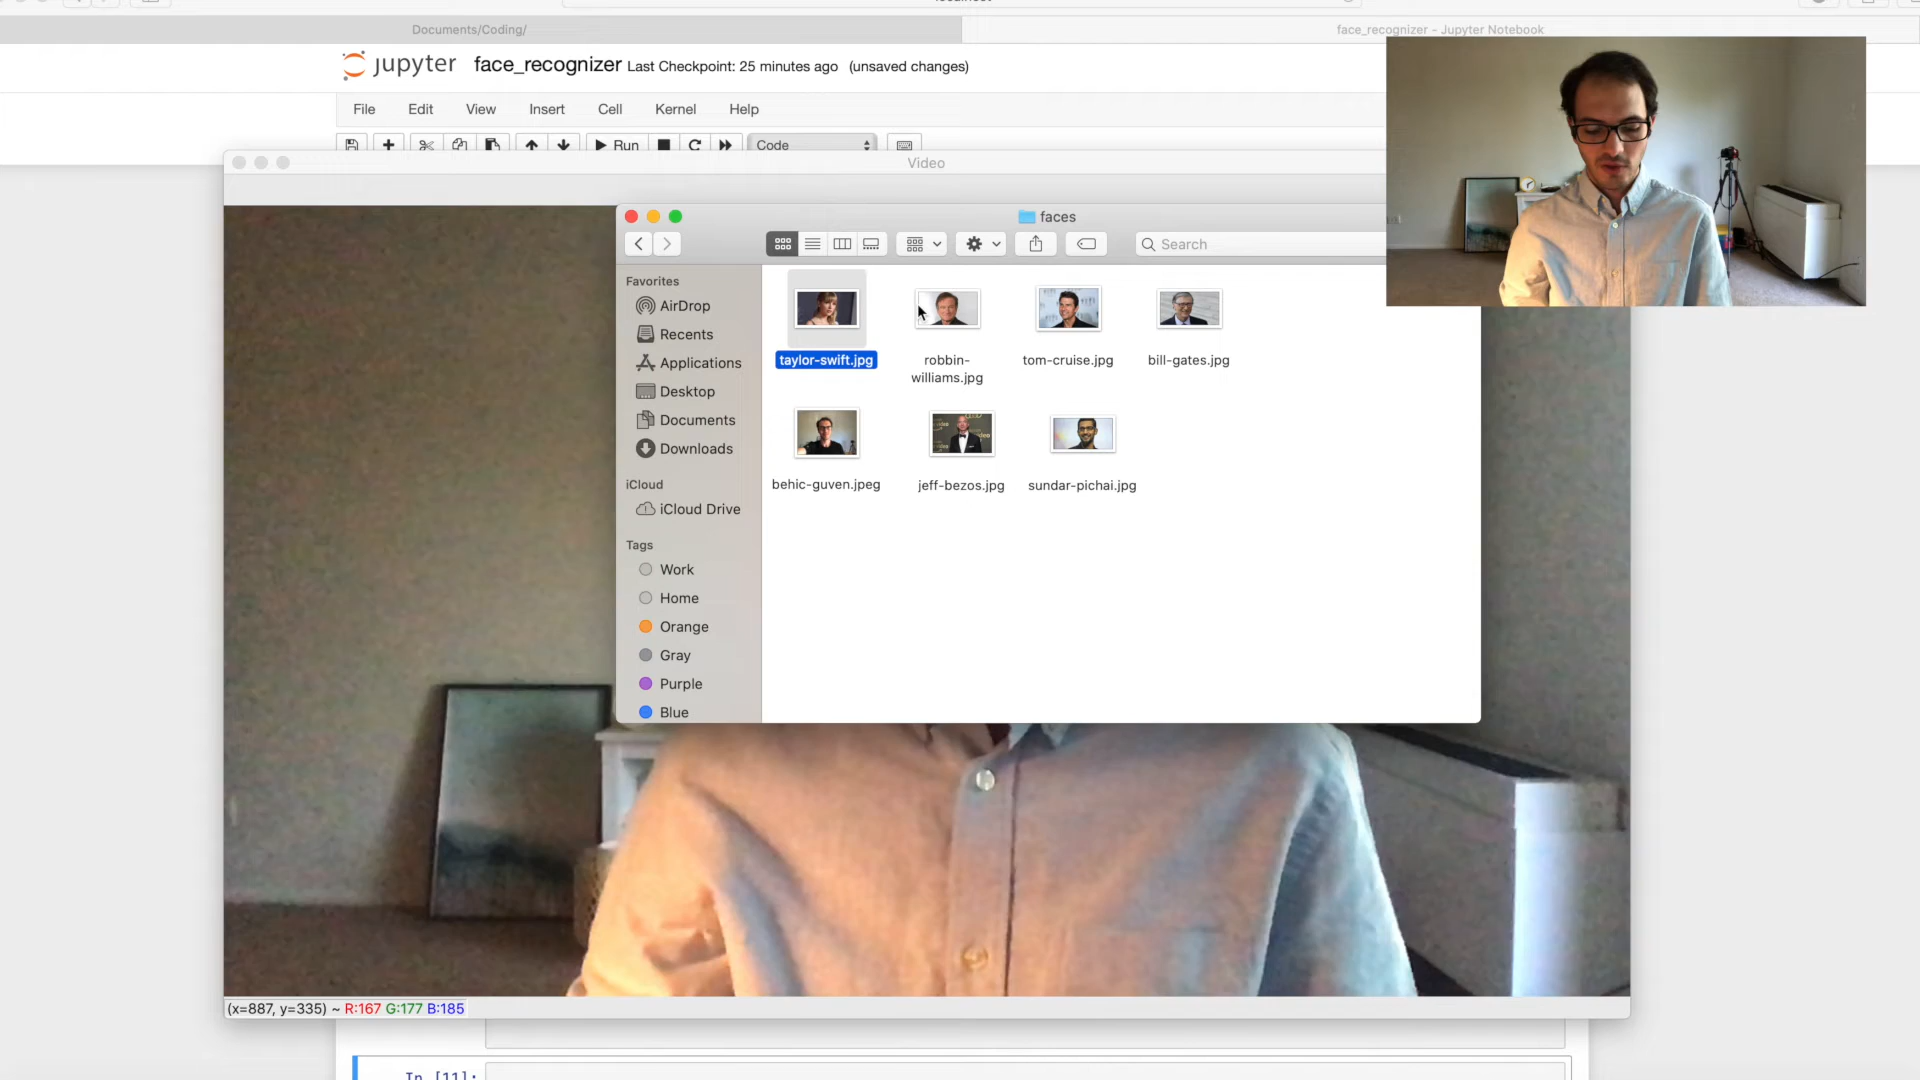 Documents/Coding/
face_recognizer - Jupyter Notebook
jupyter face_recognizer Last Checkpoint: 25 minutes ago (unsaved changes)
File Edit View Insert Cell Kernel Help
Run Code
Video
faces
Search
Favorites
AirDrop
Recents
Applications
Desktop
Documents
Downloads
iCloud
iCloud Drive
Tags
Work
Home
Orange
Gray
Purple
Blue
taylor-swift.jpg
robbin-
williams.jpg
tom-cruise.jpg
bill-gates.jpg
behic-guven.jpeg
jeff-bezos.jpg
sundar-pichai.jpg
(x=887, y=335) ~ R:167 G:177 B:185
In [11]: